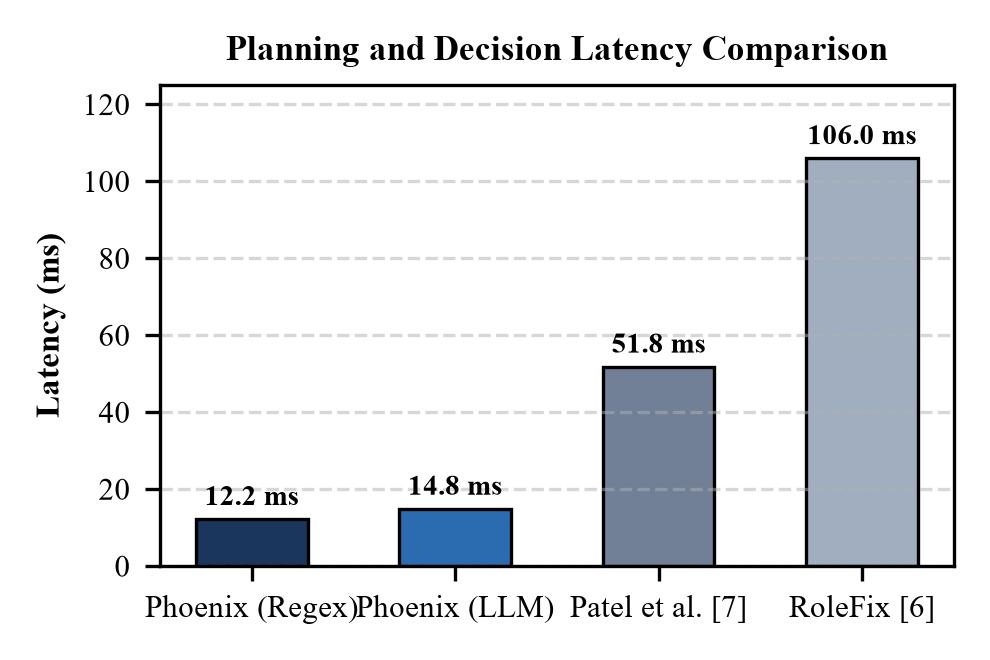 Planning and Decision Latency Comparison
Latency (ms)
120
100
80
60
40
20
0
12.2 ms
14.8 ms
51.8 ms
106.0 ms
Phoenix (Regex)
Phoenix (LLM)
Patel et al. [7]
RoleFix [6]